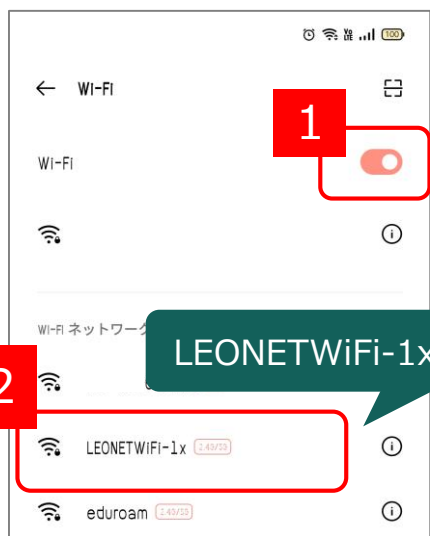 100
Wi-Fi
1
Wi-Fi
Wi-Fi ネットワーク
LEONETWiFi-1x
2
LEONETWiFi-1x 2.4G/5G
eduroam 2.4G/5G